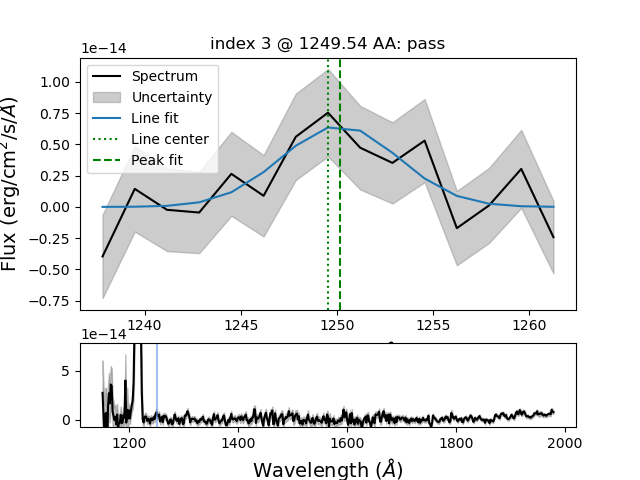 index 3 @ 1249.54 AA: pass
1e−14
Flux (erg/cm²/s/Å)
1.00
0.75
0.50
0.25
0.00
−0.25
−0.50
−0.75
Spectrum
Uncertainty
Line fit
Line center
Peak fit
1240
1245
1250
1255
1260
1e−14
5
0
1200
1400
1600
1800
2000
Wavelength (Å)